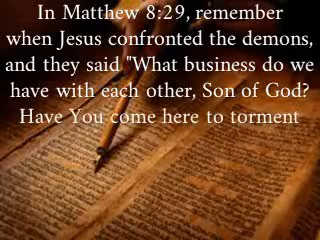 In Matthew 8:29, remember
when Jesus confronted the demons,
and they said "What business do we
have with each other, Son of God?
Have You come here to torment